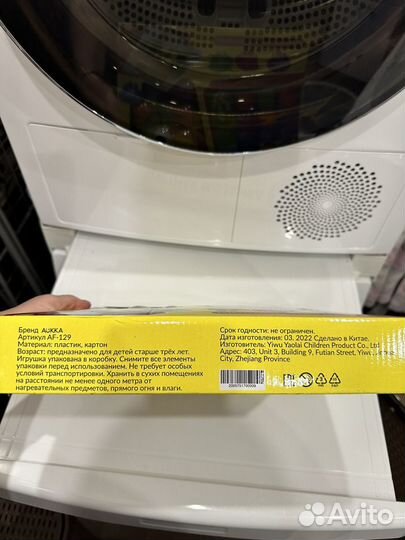 Бренд AUKKA
Артикул AF-129
Материал: пластик, картон
Возраст: предназначено для детей старше трёх лет.
Игрушка упакована в коробку. Снимите все элементы
упаковки перед использованием. Не требует особых
условий транспортировки. Хранить в сухих помещениях
на расстоянии не менее одного метра от
нагревательных предметов, прямого огня и влаги.
Срок годности: не ограничен.
Дата изготовления 03. 2022 Сделано в Китае.
Изготовитель: Yiwu Yaolai Children Product Co., Ltd
Адрес: 403, Unit 3, Building 9, Futian Street, Yiwu
City, Zhejiang Province
EAC
Avito